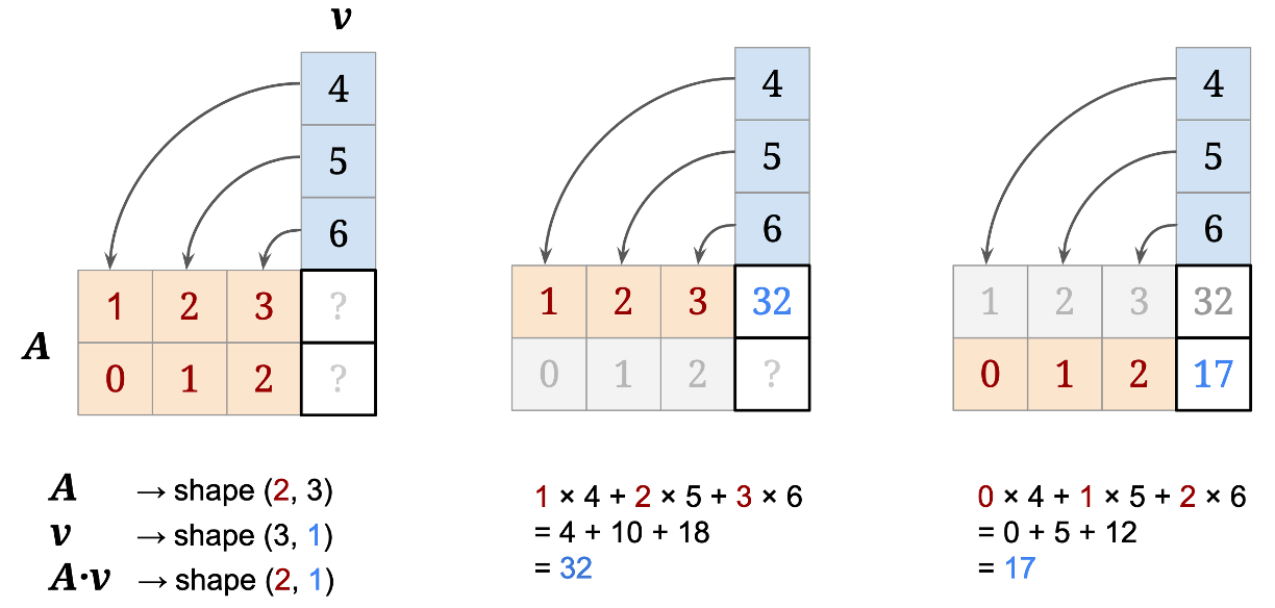 v
4
5
6
1 2 3 ?
A
0 1 2 ?
A → shape (2, 3)
v → shape (3, 1)
A·v → shape (2, 1)
4
5
6
1 2 3 32
0 1 2 ?
1 × 4 + 2 × 5 + 3 × 6
= 4 + 10 + 18
= 32
4
5
6
1 2 3 32
0 1 2 17
0 × 4 + 1 × 5 + 2 × 6
= 0 + 5 + 12
= 17